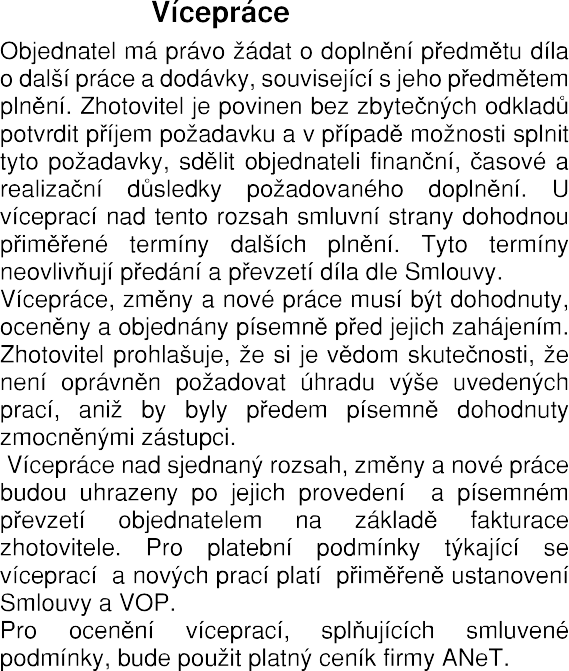 Vícepráce
Objednatel má právo žádat o doplnění předmětu díla
o další práce a dodávky, související s jeho předmětem
plnění. Zhotovitel je povinen bez zbytečných odkladů
potvrdit příjem požadavku a v případě možnosti splnit
tyto požadavky, sdělit objednateli finanční, časové a
realizační důsledky požadovaného doplnění. U
víceprací nad tento rozsah smluvní strany dohodnou
přiměřené termíny dalších plnění. Tyto termíny
neovlivňují předání a převzetí díla dle Smlouvy.
Vícepráce, změny a nové práce musí být dohodnuty,
oceněny a objednány písemně před jejich zahájením.
Zhotovitel prohlašuje, že si je vědom skutečnosti, že
není oprávněn požadovat úhradu výše uvedených
prací, aniž by byly předem písemně dohodnuty
zmocněnými zástupci.
Vícepráce nad sjednaný rozsah, změny a nové práce
budou uhrazeny po jejich provedení a písemném
převzetí objednatelem na základě fakturace
zhotovitele. Pro platební podmínky týkající se
víceprací a nových prací platí přiměřeně ustanovení
Smlouvy a VOP.
Pro ocenění víceprací, splňujících smluvené
podmínky, bude použit platný ceník firmy ANeT.